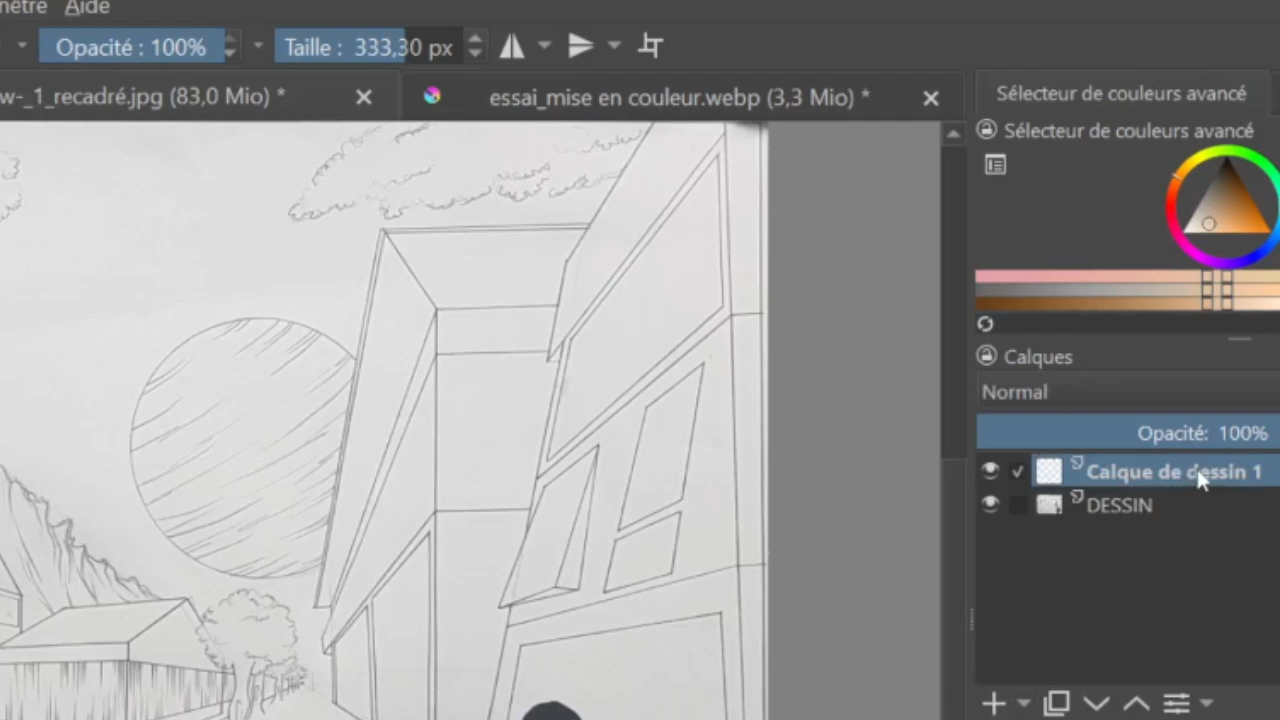 nêtre Aide
Opacité : 100% Taille : 333,30 px
w-_1_recadré.jpg (83,0 Mio) * essai_mise en couleur.webp (3,3 Mio) *
Sélecteur de couleurs avancé
Sélecteur de couleurs avancé
Calques
Normal
Opacité: 100%
Calque de dessin 1
DESSIN